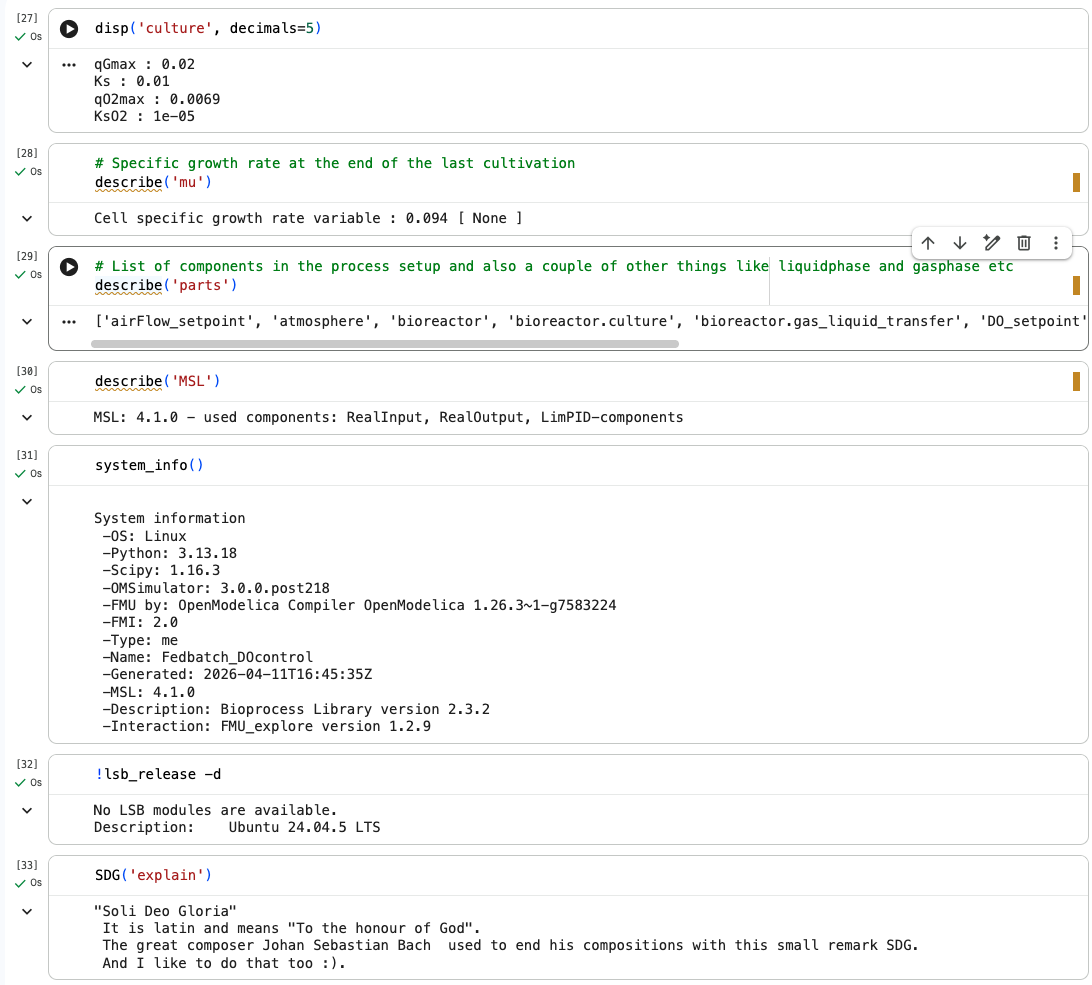 [27]
0s
disp('culture', decimals=5)
qGmax : 0.02
Ks : 0.01
qO2max : 0.0069
KsO2 : 1e-05
[28]
0s
# Specific growth rate at the end of the last cultivation
describe('mu')
Cell specific growth rate variable : 0.094 [ None ]
[29]
0s
# List of components in the process setup and also a couple of other things like liquidphase and gasphase etc
describe('parts')
['airFlow_setpoint', 'atmosphere', 'bioreactor', 'bioreactor.culture', 'bioreactor.gas_liquid_transfer', 'DO_setpoint'
[30]
0s
describe('MSL')
MSL: 4.1.0 - used components: RealInput, RealOutput, LimPID-components
[31]
0s
system_info()
System information
-OS: Linux
-Python: 3.13.18
-Scipy: 1.16.3
-OMSimulator: 3.0.0.post218
-FMU by: OpenModelica Compiler OpenModelica 1.26.3~1-g7583224
-FMI: 2.0
-Type: me
-Name: Fedbatch_DOcontrol
-Generated: 2026-04-11T16:45:35Z
-MSL: 4.1.0
-Description: Bioprocess Library version 2.3.2
-Interaction: FMU_explore version 1.2.9
[32]
0s
!lsb_release -d
No LSB modules are available.
Description:    Ubuntu 24.04.5 LTS
[33]
0s
SDG('explain')
"Soli Deo Gloria"
It is latin and means "To the honour of God".
The great composer Johan Sebastian Bach  used to end his compositions with this small remark SDG.
And I like to do that too :).